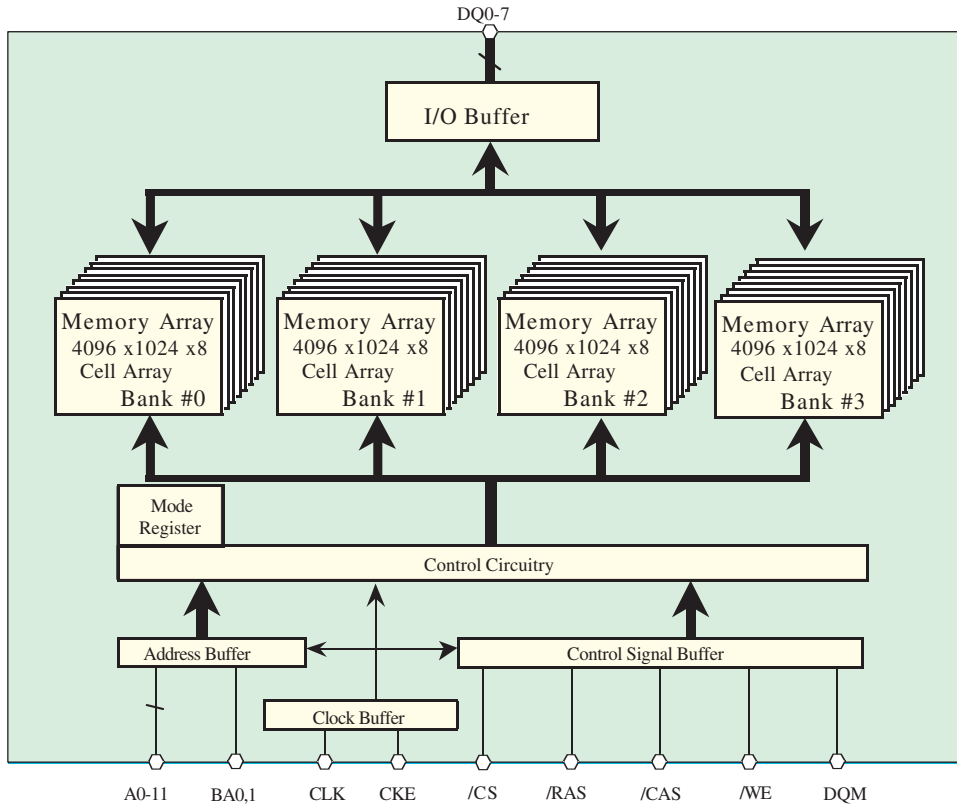 DQ0-7
I/O Buffer
Memory Array
4096 x1024 x8
Cell Array
Bank #0
Memory Array
4096 x1024 x8
Cell Array
Bank #1
Memory Array
4096 x1024 x8
Cell Array
Bank #2
Memory Array
4096 x1024 x8
Cell Array
Bank #3
Mode
Register
Control Circuitry
Address Buffer
Control Signal Buffer
Clock Buffer
A0-11
BA0,1
CLK
CKE
/CS
/RAS
/CAS
/WE
DQM